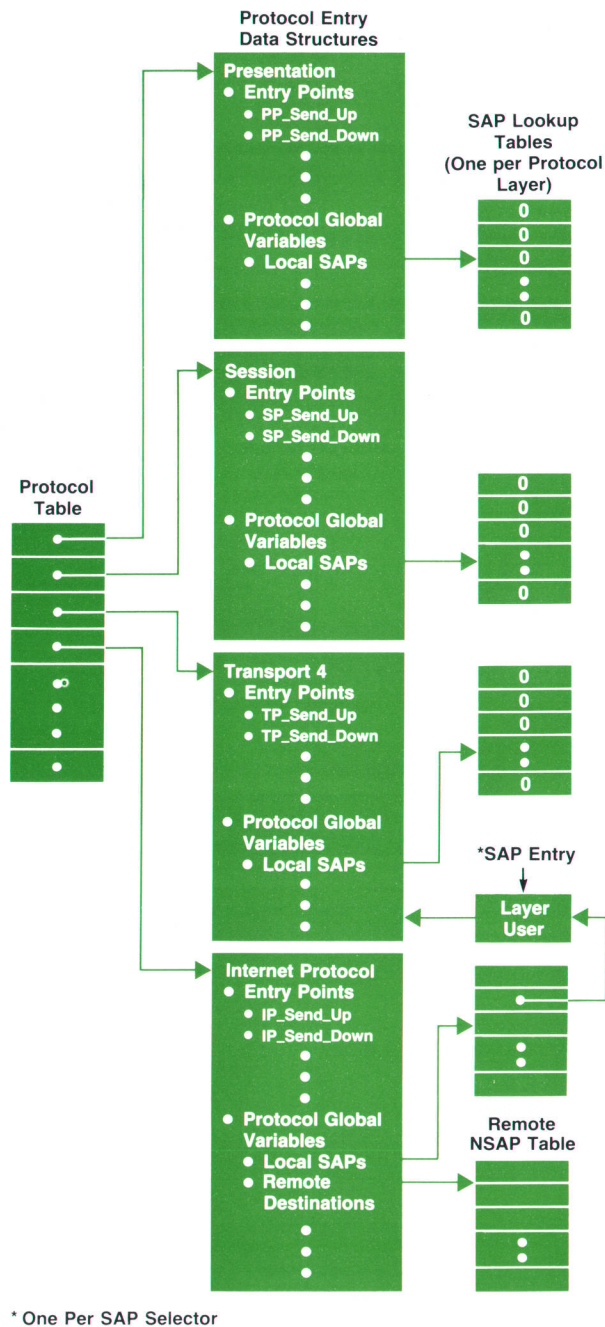 Protocol Entry
Data Structures
Presentation
• Entry Points
• PP_Send_Up
• PP_Send_Down
• Protocol Global
Variables
• Local SAPs
SAP Lookup
Tables
(One per Protocol
Layer)
0
0
0
0
Session
• Entry Points
• SP_Send_Up
• SP_Send_Down
• Protocol Global
Variables
• Local SAPs
0
0
0
0
Protocol
Table
Transport 4
• Entry Points
• TP_Send_Up
• TP_Send_Down
• Protocol Global
Variables
• Local SAPs
0
0
0
0
*SAP Entry
Layer
User
Internet Protocol
• Entry Points
• IP_Send_Up
• IP_Send_Down
• Protocol Global
Variables
• Local SAPs
• Remote
Destinations
Remote
NSAP Table
* One Per SAP Selector